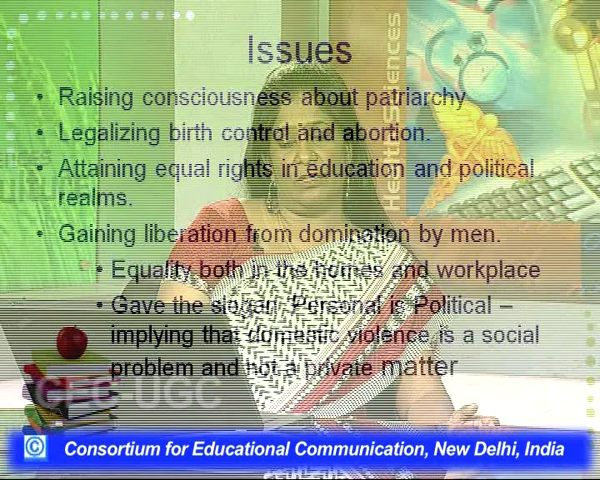 Issues
• Raising consciousness about patriarchy
• Legalizing birth control and abortion.
• Attaining equal rights in education and political
realms.
• Gaining liberation from domination by men.
• Equality both in the homes and workplace
• Gave the slogan 'Personal is Political –
implying that domestic violence is a social
problem and not a private matter
Health Sciences
CEC-UGC
© Consortium for Educational Communication, New Delhi, India